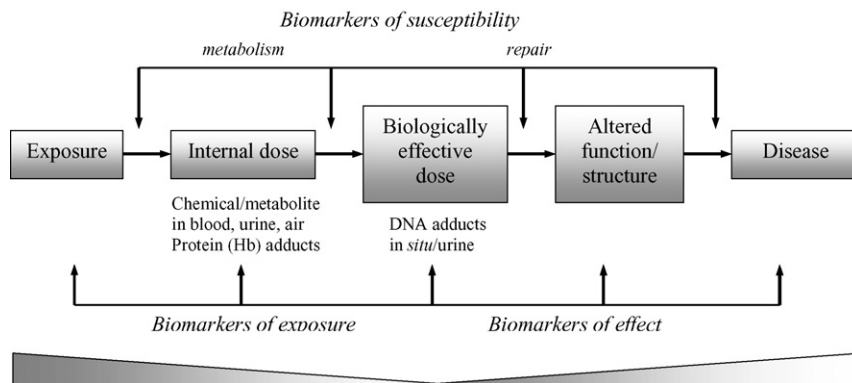 Biomarkers of susceptibility
metabolism
repair
Exposure
Internal dose
Biologically
effective
dose
Altered
function/
structure
Disease
Chemical/metabolite
in blood, urine, air
Protein (Hb) adducts
DNA adducts
in situ/urine
Biomarkers of exposure
Biomarkers of effect